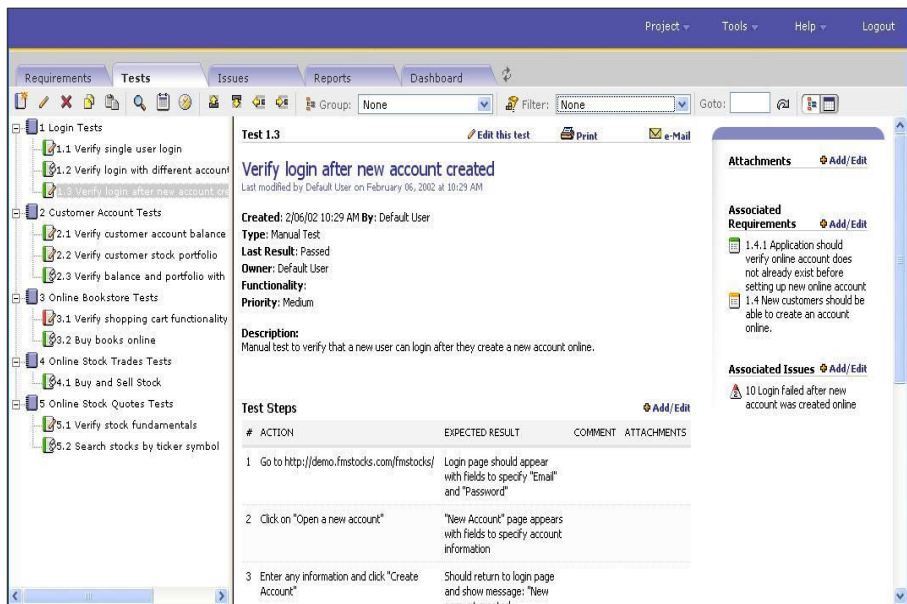 Project Tools Help Logout
Requirements Tests Issues Reports Dashboard
Group: None Filter: None Goto:
1 Login Tests
1.1 Verify single user login
1.2 Verify login with different account
1.3 Verify login after new account cre
2 Customer Account Tests
2.1 Verify customer account balance
2.2 Verify customer stock portfolio
2.3 Verify balance and portfolio with
3 Online Bookstore Tests
3.1 Verify shopping cart functionality
3.2 Buy books online
4 Online Stock Trades Tests
4.1 Buy and Sell Stock
5 Online Stock Quotes Tests
5.1 Verify stock fundamentals
5.2 Search stocks by ticker symbol
Test 1.3 Edit this test Print e-Mail
Verify login after new account created
Last modified by Default User on February 06, 2002 at 10:29 AM
Created: 2/06/02 10:29 AM By: Default User
Type: Manual Test
Last Result: Passed
Owner: Default User
Functionality:
Priority: Medium
Description:
Manual test to verify that a new user can login after they create a new account online.
Test Steps Add/Edit
# ACTION EXPECTED RESULT COMMENT ATTACHMENTS
1 Go to http://demo.fmstocks.com/fmstocks/ Login page should appear
with fields to specify "Email"
and "Password"
2 Click on "Open a new account" "New Account" page appears
with fields to specify account
information
3 Enter any information and click "Create Should return to login page
Account" and show message: "New
Attachments Add/Edit
Associated
Requirements Add/Edit
1.4.1 Application should
verify online account does
not already exist before
setting up new online account
1.4 New customers should be
able to create an account
online.
Associated Issues Add/Edit
10 Login failed after new
account was created online